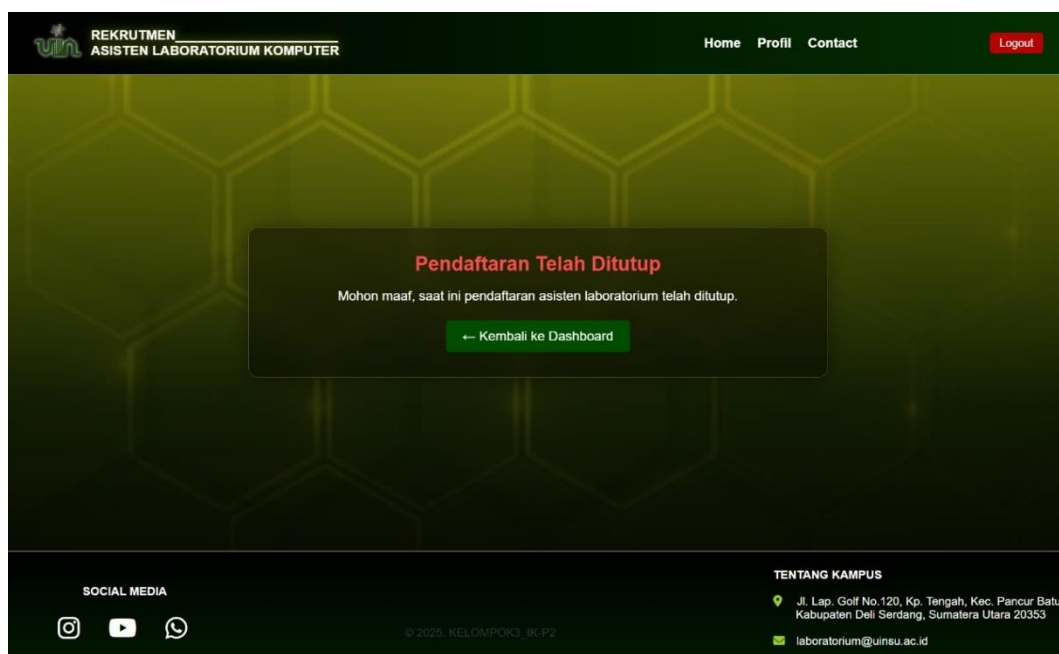 uin
REKRUTMEN____________________
ASISTEN LABORATORIUM KOMPUTER
Home Profil Contact
Logout
Pendaftaran Telah Ditutup
Mohon maaf, saat ini pendaftaran asisten laboratorium telah ditutup.
← Kembali ke Dashboard
SOCIAL MEDIA
© 2025. KELOMPOK3_IK-P2
TENTANG KAMPUS
Jl. Lap. Golf No.120, Kp. Tengah, Kec. Pancur Batu
Kabupaten Deli Serdang, Sumatera Utara 20353
laboratorium@uinsu.ac.id